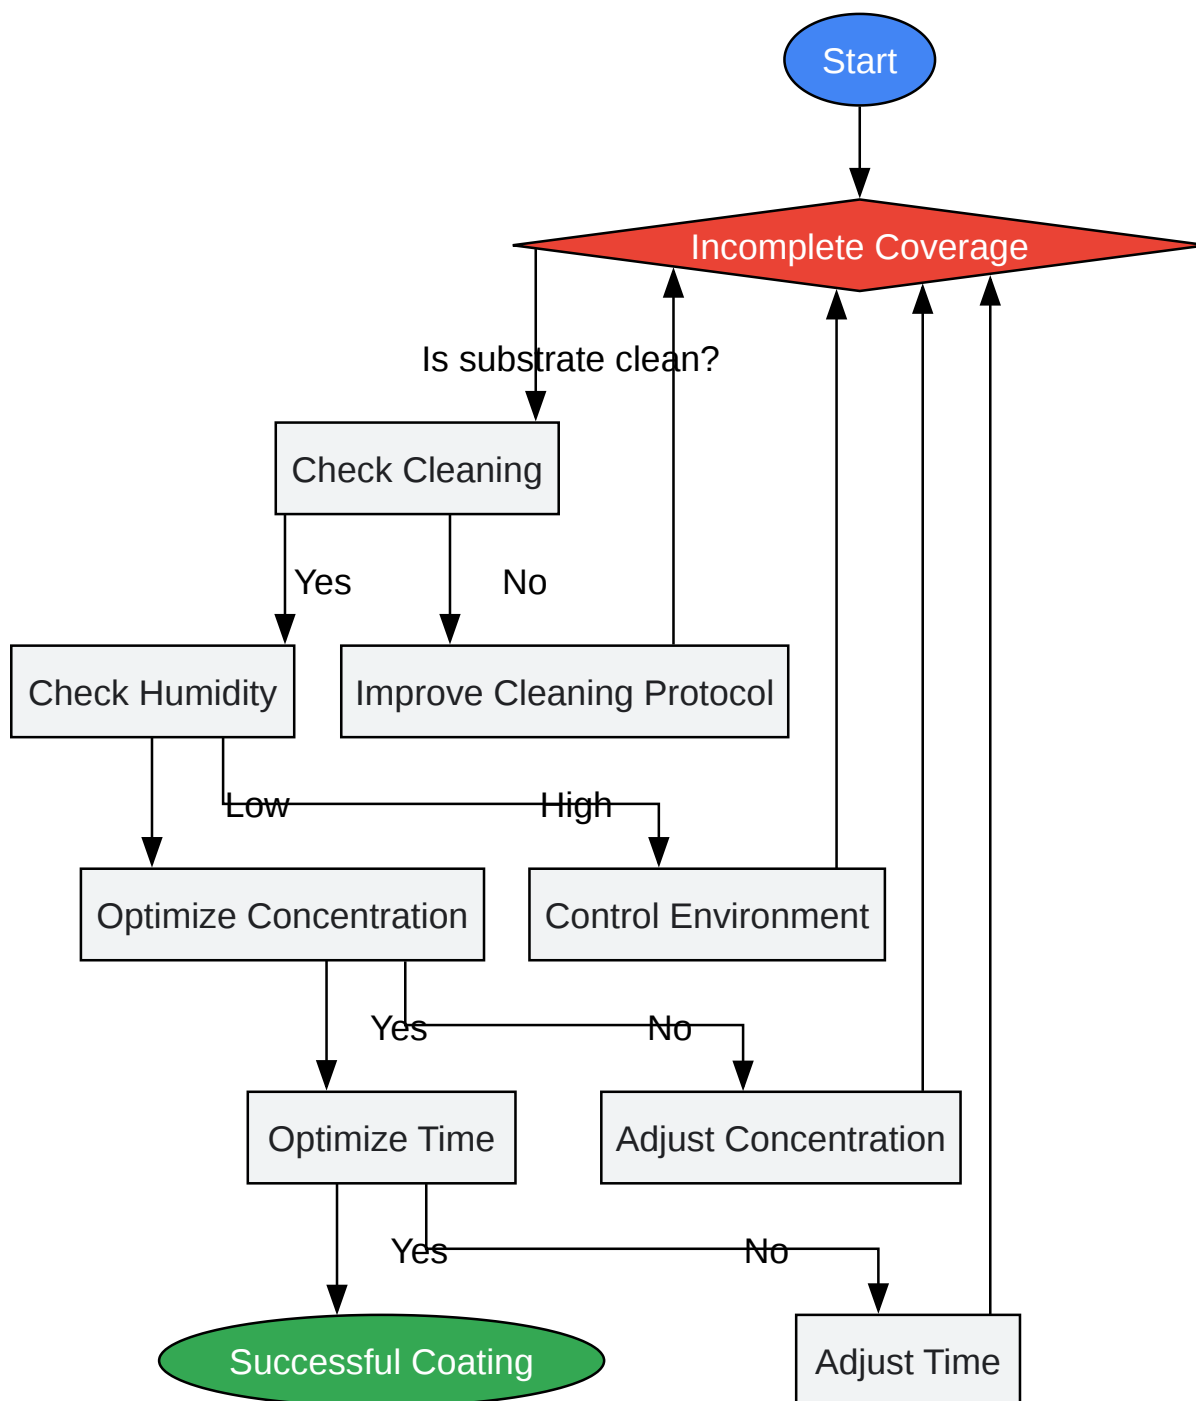 Start
Incomplete Coverage
Is substrate clean?
Check Cleaning
Yes
No
Check Humidity
Improve Cleaning Protocol
Low
High
Optimize Concentration
Control Environment
Yes
No
Optimize Time
Adjust Concentration
Yes
No
Successful Coating
Adjust Time